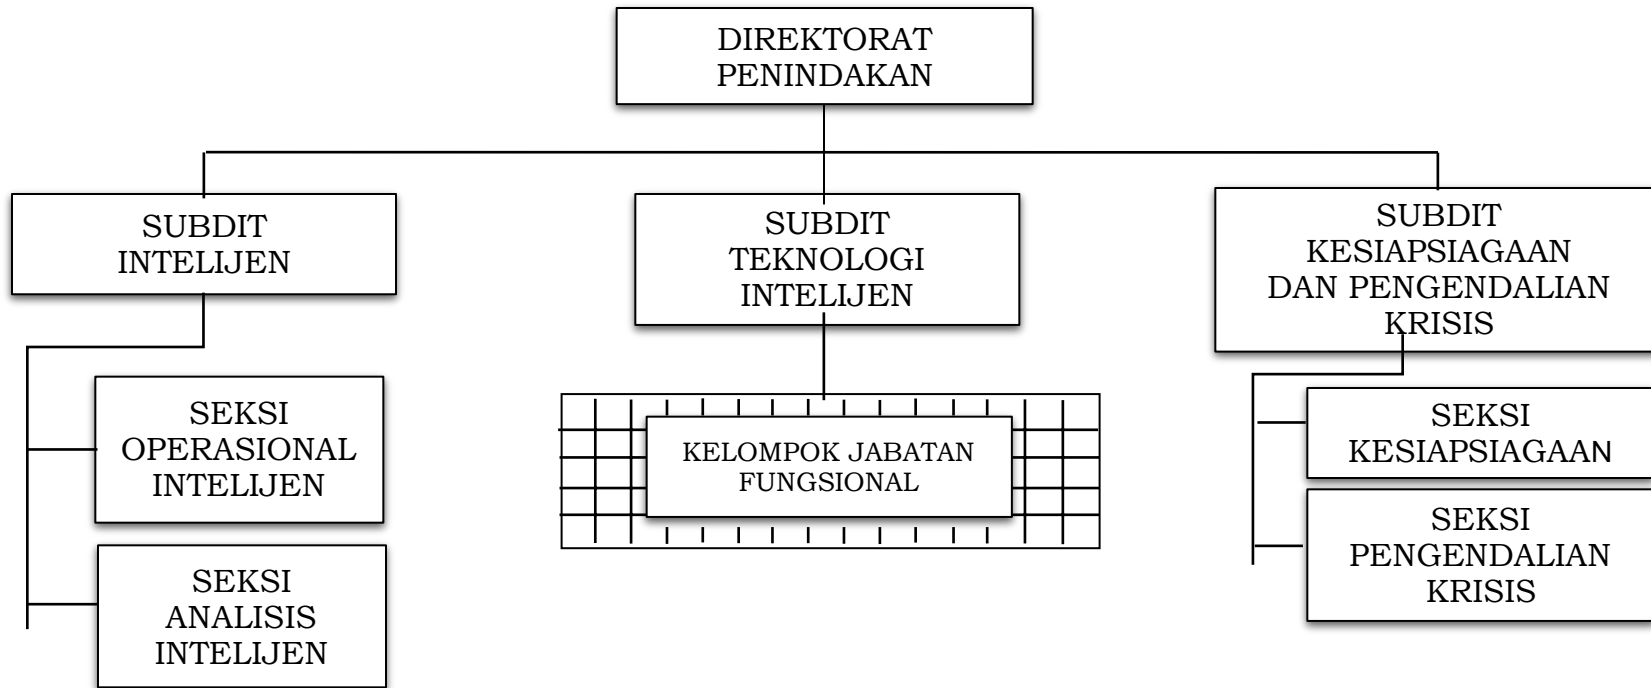 DIREKTORAT
PENINDAKAN
SUBDIT
INTELIJEN
SUBDIT
TEKNOLOGI
INTELIJEN
SUBDIT
KESIAPSIAGAAN
DAN PENGENDALIAN
KRISIS
SEKSI
OPERASIONAL
INTELIJEN
SEKSI
ANALISIS
INTELIJEN
KELOMPOK JABATAN
FUNGSIONAL
SEKSI
KESIAPSIAGAAN
SEKSI
PENGENDALIAN
KRISIS